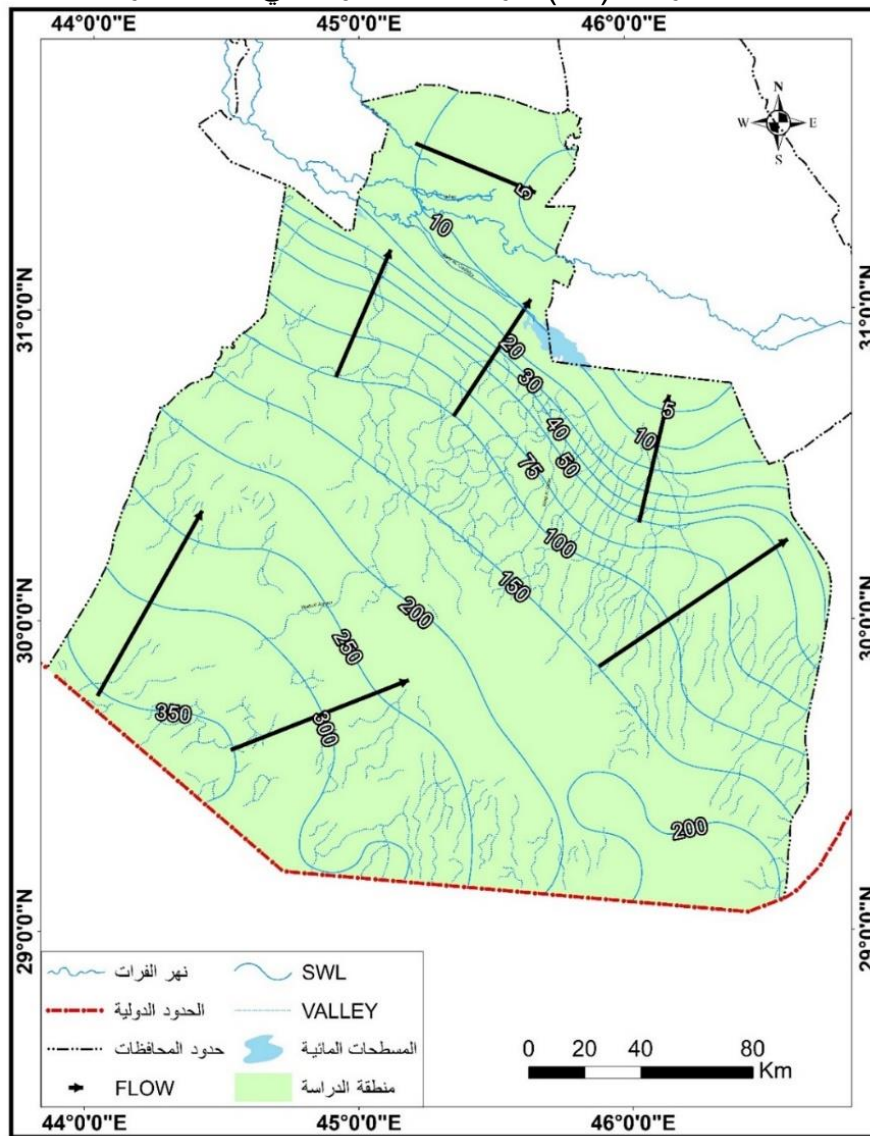 44°0'0"E 45°0'0"E 46°0'0"E
N
W E
S
31°0'0"N 31°0'0"N
30°0'0"N 30°0'0"N
29°0'0"N 29°0'0"N
5
10
20
30
40
50
75
100
150
200
250
300
350
5
10
200
نهر الفرات
SWL
الحدود الدولية
VALLEY
حدود المحافظات
المسطحات المائية
FLOW
منطقة الدراسة
0 20 40 80
Km
44°0'0"E 45°0'0"E 46°0'0"E